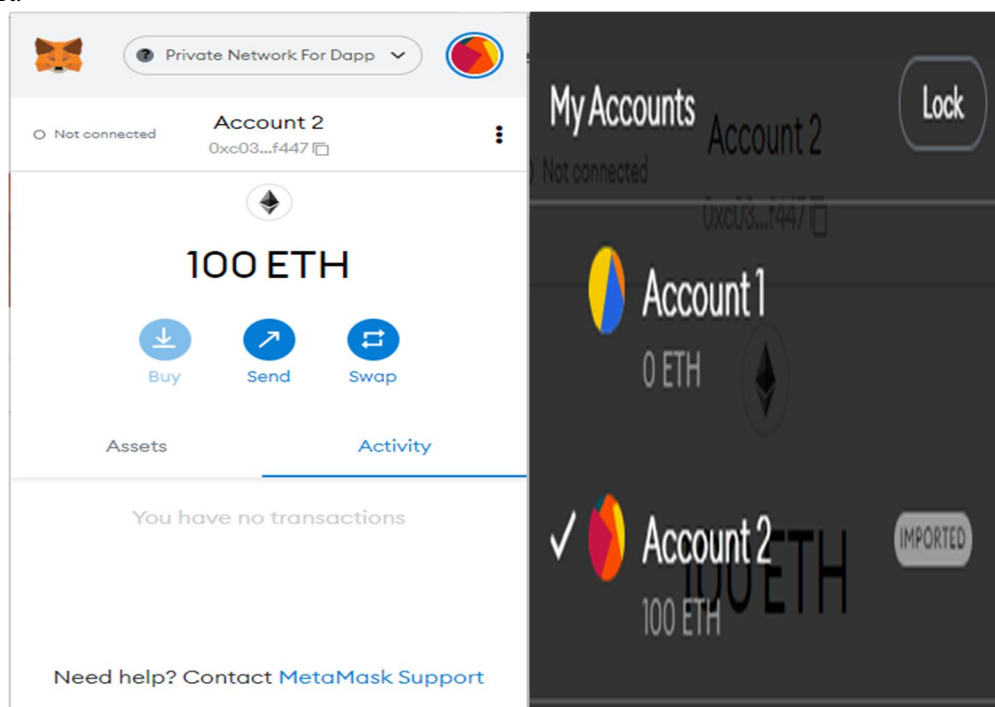 Private Network For Dapp
Not connected
Account 2
0xc03...f447
100 ETH
Buy
Send
Swap
Assets
Activity
You have no transactions
Need help? Contact MetaMask Support
My Accounts
Lock
Account 2
Not connected
0xc03...f447
Account 1
0 ETH
Account 2
IMPORTED
100 ETH
100 ETH